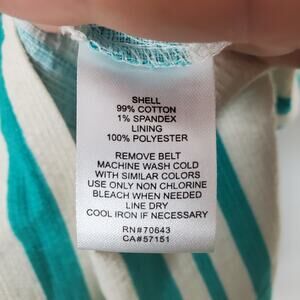 SHELL
99% COTTON
1% SPANDEX
LINING
100% POLYESTER
REMOVE BELT
MACHINE WASH COLD
WITH SIMILAR COLORS
USE ONLY NON CHLORINE
BLEACH WHEN NEEDED
LINE DRY
COOL IRON IF NECESSARY
RN#70643
CA#57151